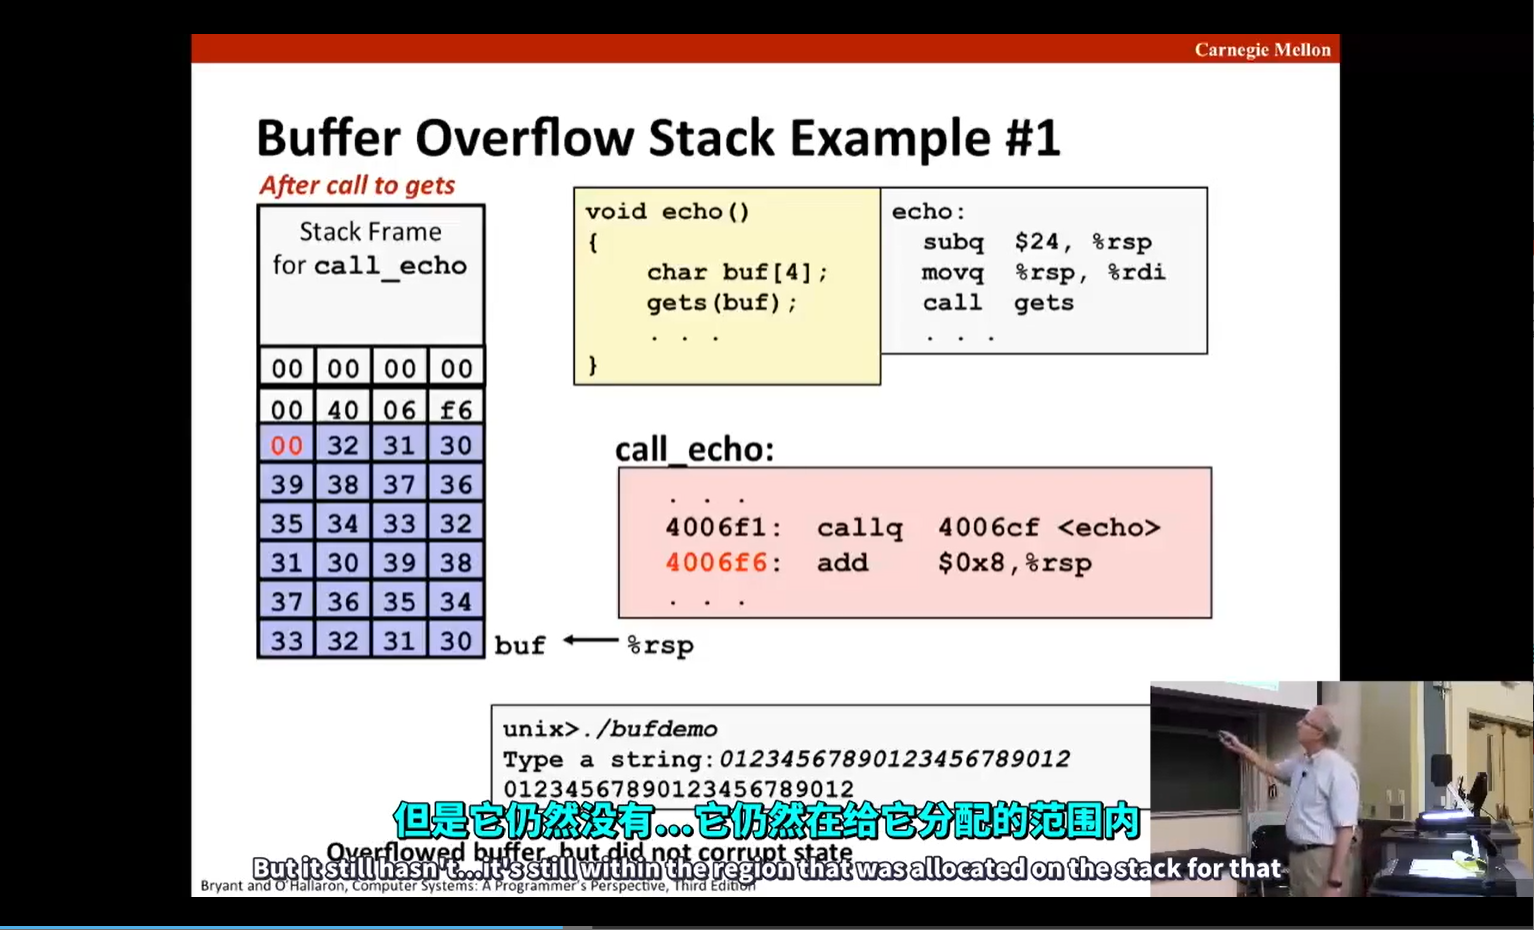 Carnegie Mellon
Buffer Overflow Stack Example #1
After call to gets
Stack Frame
for call_echo
00 00 00 00
00 40 06 f6
00 32 31 30
39 38 37 36
35 34 33 32
31 30 39 38
37 36 35 34
33 32 31 30
buf
%rsp
void echo()
{
char buf[4];
gets(buf);
. . .
}
echo:
subq $24, %rsp
movq %rsp, %rdi
call gets
. . .
call_echo:
. . .
4006f1: callq 4006cf <echo>
4006f6: add $0x8,%rsp
. . .
unix>./bufdemo
Type a string:01234567890123456789012
01234567890123456789012
但是它仍然没有...它仍然在给它分配的范围内
Overflowed buffer, but did not corrupt state
But it still hasn't...it's still within the region that was allocated on the stack for that
Bryant and O'Hallaron, Computer Systems: A Programmer's Perspective, Third Edition